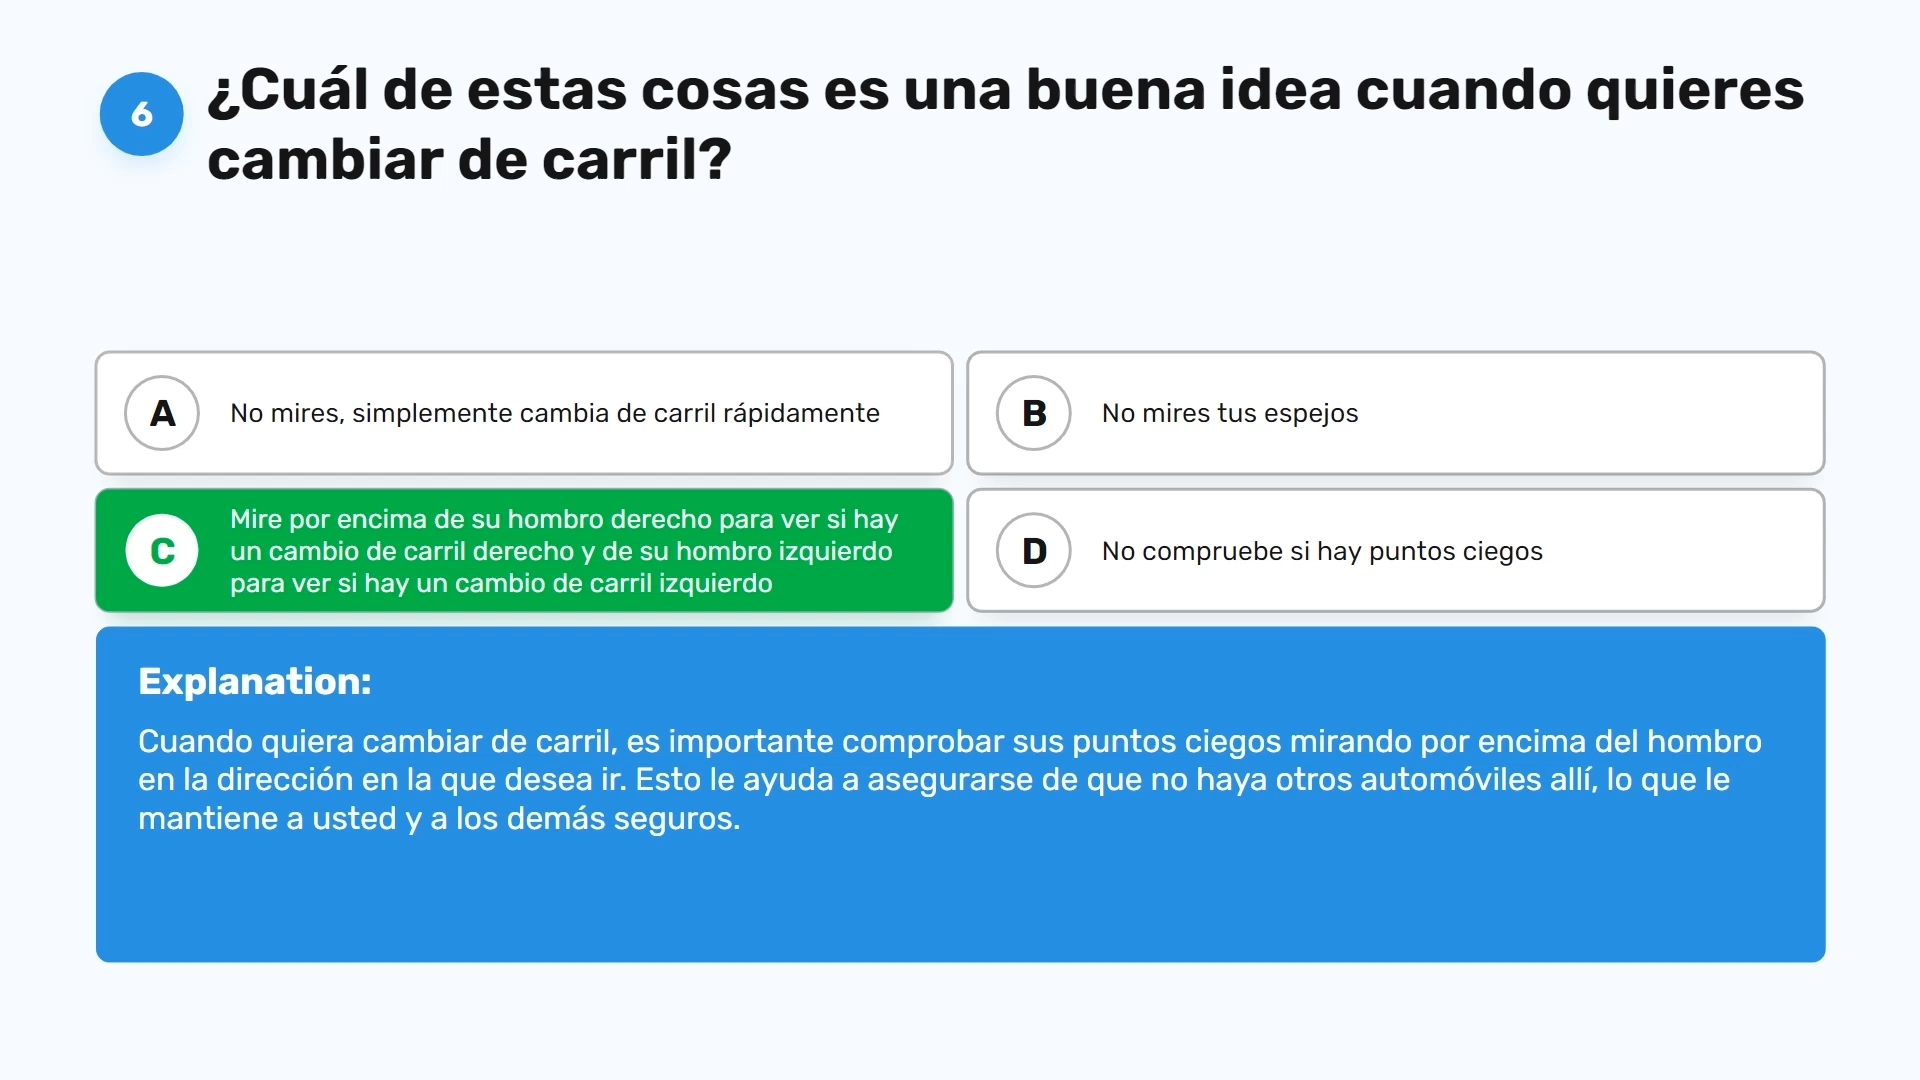 6
¿Cuál de estas cosas es una buena idea cuando quieres
cambiar de carril?
A
No mires, simplemente cambia de carril rápidamente
B
No mires tus espejos
C
Mire por encima de su hombro derecho para ver si hay
un cambio de carril derecho y de su hombro izquierdo
para ver si hay un cambio de carril izquierdo
D
No compruebe si hay puntos ciegos
Explanation:
Cuando quiera cambiar de carril, es importante comprobar sus puntos ciegos mirando por encima del hombro
en la dirección en la que desea ir. Esto le ayuda a asegurarse de que no haya otros automóviles allí, lo que le
mantiene a usted y a los demás seguros.